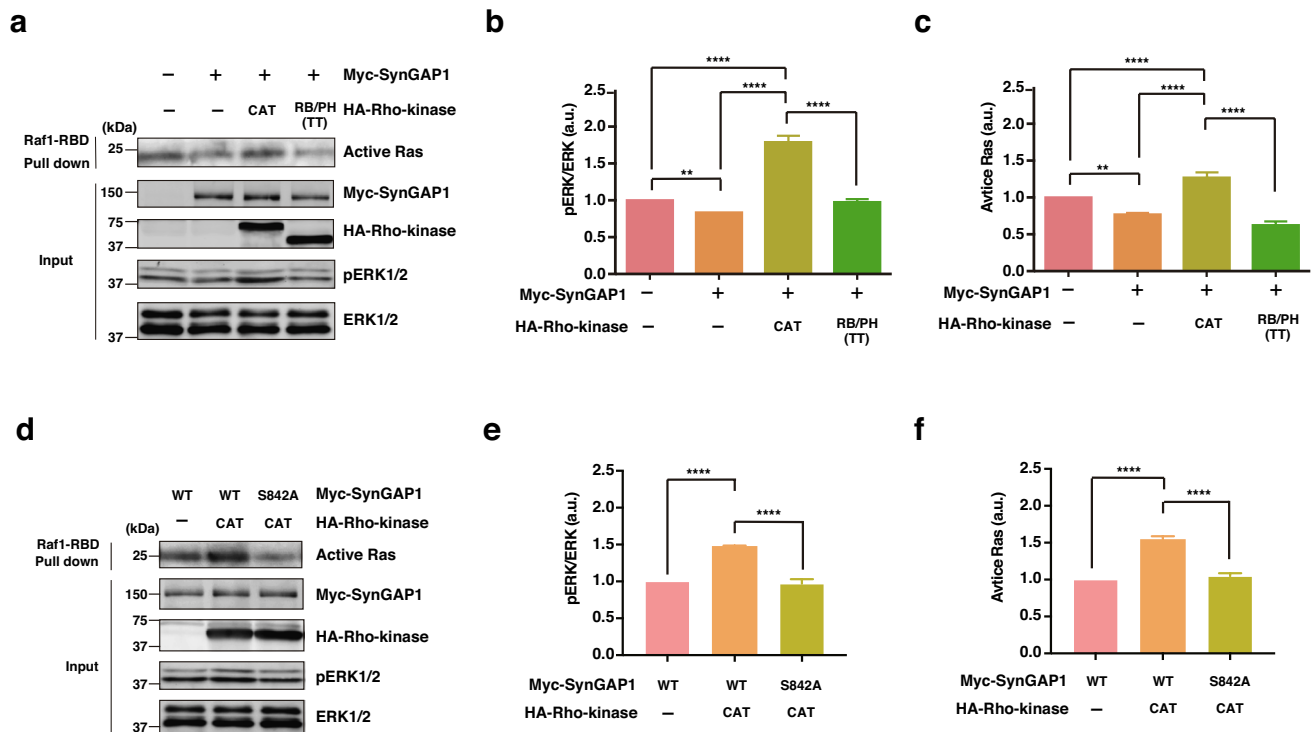 a
– + + + Myc-SynGAP1
– – CAT RB/PH (TT) HA-Rho-kinase
(kDa)
Raf1-RBD Pull down 25 Active Ras
Input
150 Myc-SynGAP1
75
37 HA-Rho-kinase
37 pERK1/2
ERK1/2
37
b
pERK/ERK (a.u.)
2.5
2.0
1.5
1.0
0.5
0.0
****
****
****
**
Myc-SynGAP1 – + + +
HA-Rho-kinase – – CAT RB/PH (TT)
c
Avtice Ras (a.u.)
2.5
2.0
1.5
1.0
0.5
0.0
****
****
****
**
Myc-SynGAP1 – + + +
HA-Rho-kinase – – CAT RB/PH (TT)
d
WT WT S842A Myc-SynGAP1
– CAT CAT HA-Rho-kinase
(kDa)
Raf1-RBD Pull down 25 Active Ras
Input
150 Myc-SynGAP1
75
37 HA-Rho-kinase
37 pERK1/2
37 ERK1/2
e
pERK/ERK (a.u.)
2.5
2.0
1.5
1.0
0.5
0.0
****
****
Myc-SynGAP1 WT WT S842A
HA-Rho-kinase – CAT CAT
f
Avtice Ras (a.u.)
2.5
2.0
1.5
1.0
0.5
0.0
****
****
Myc-SynGAP1 WT WT S842A
HA-Rho-kinase – CAT CAT